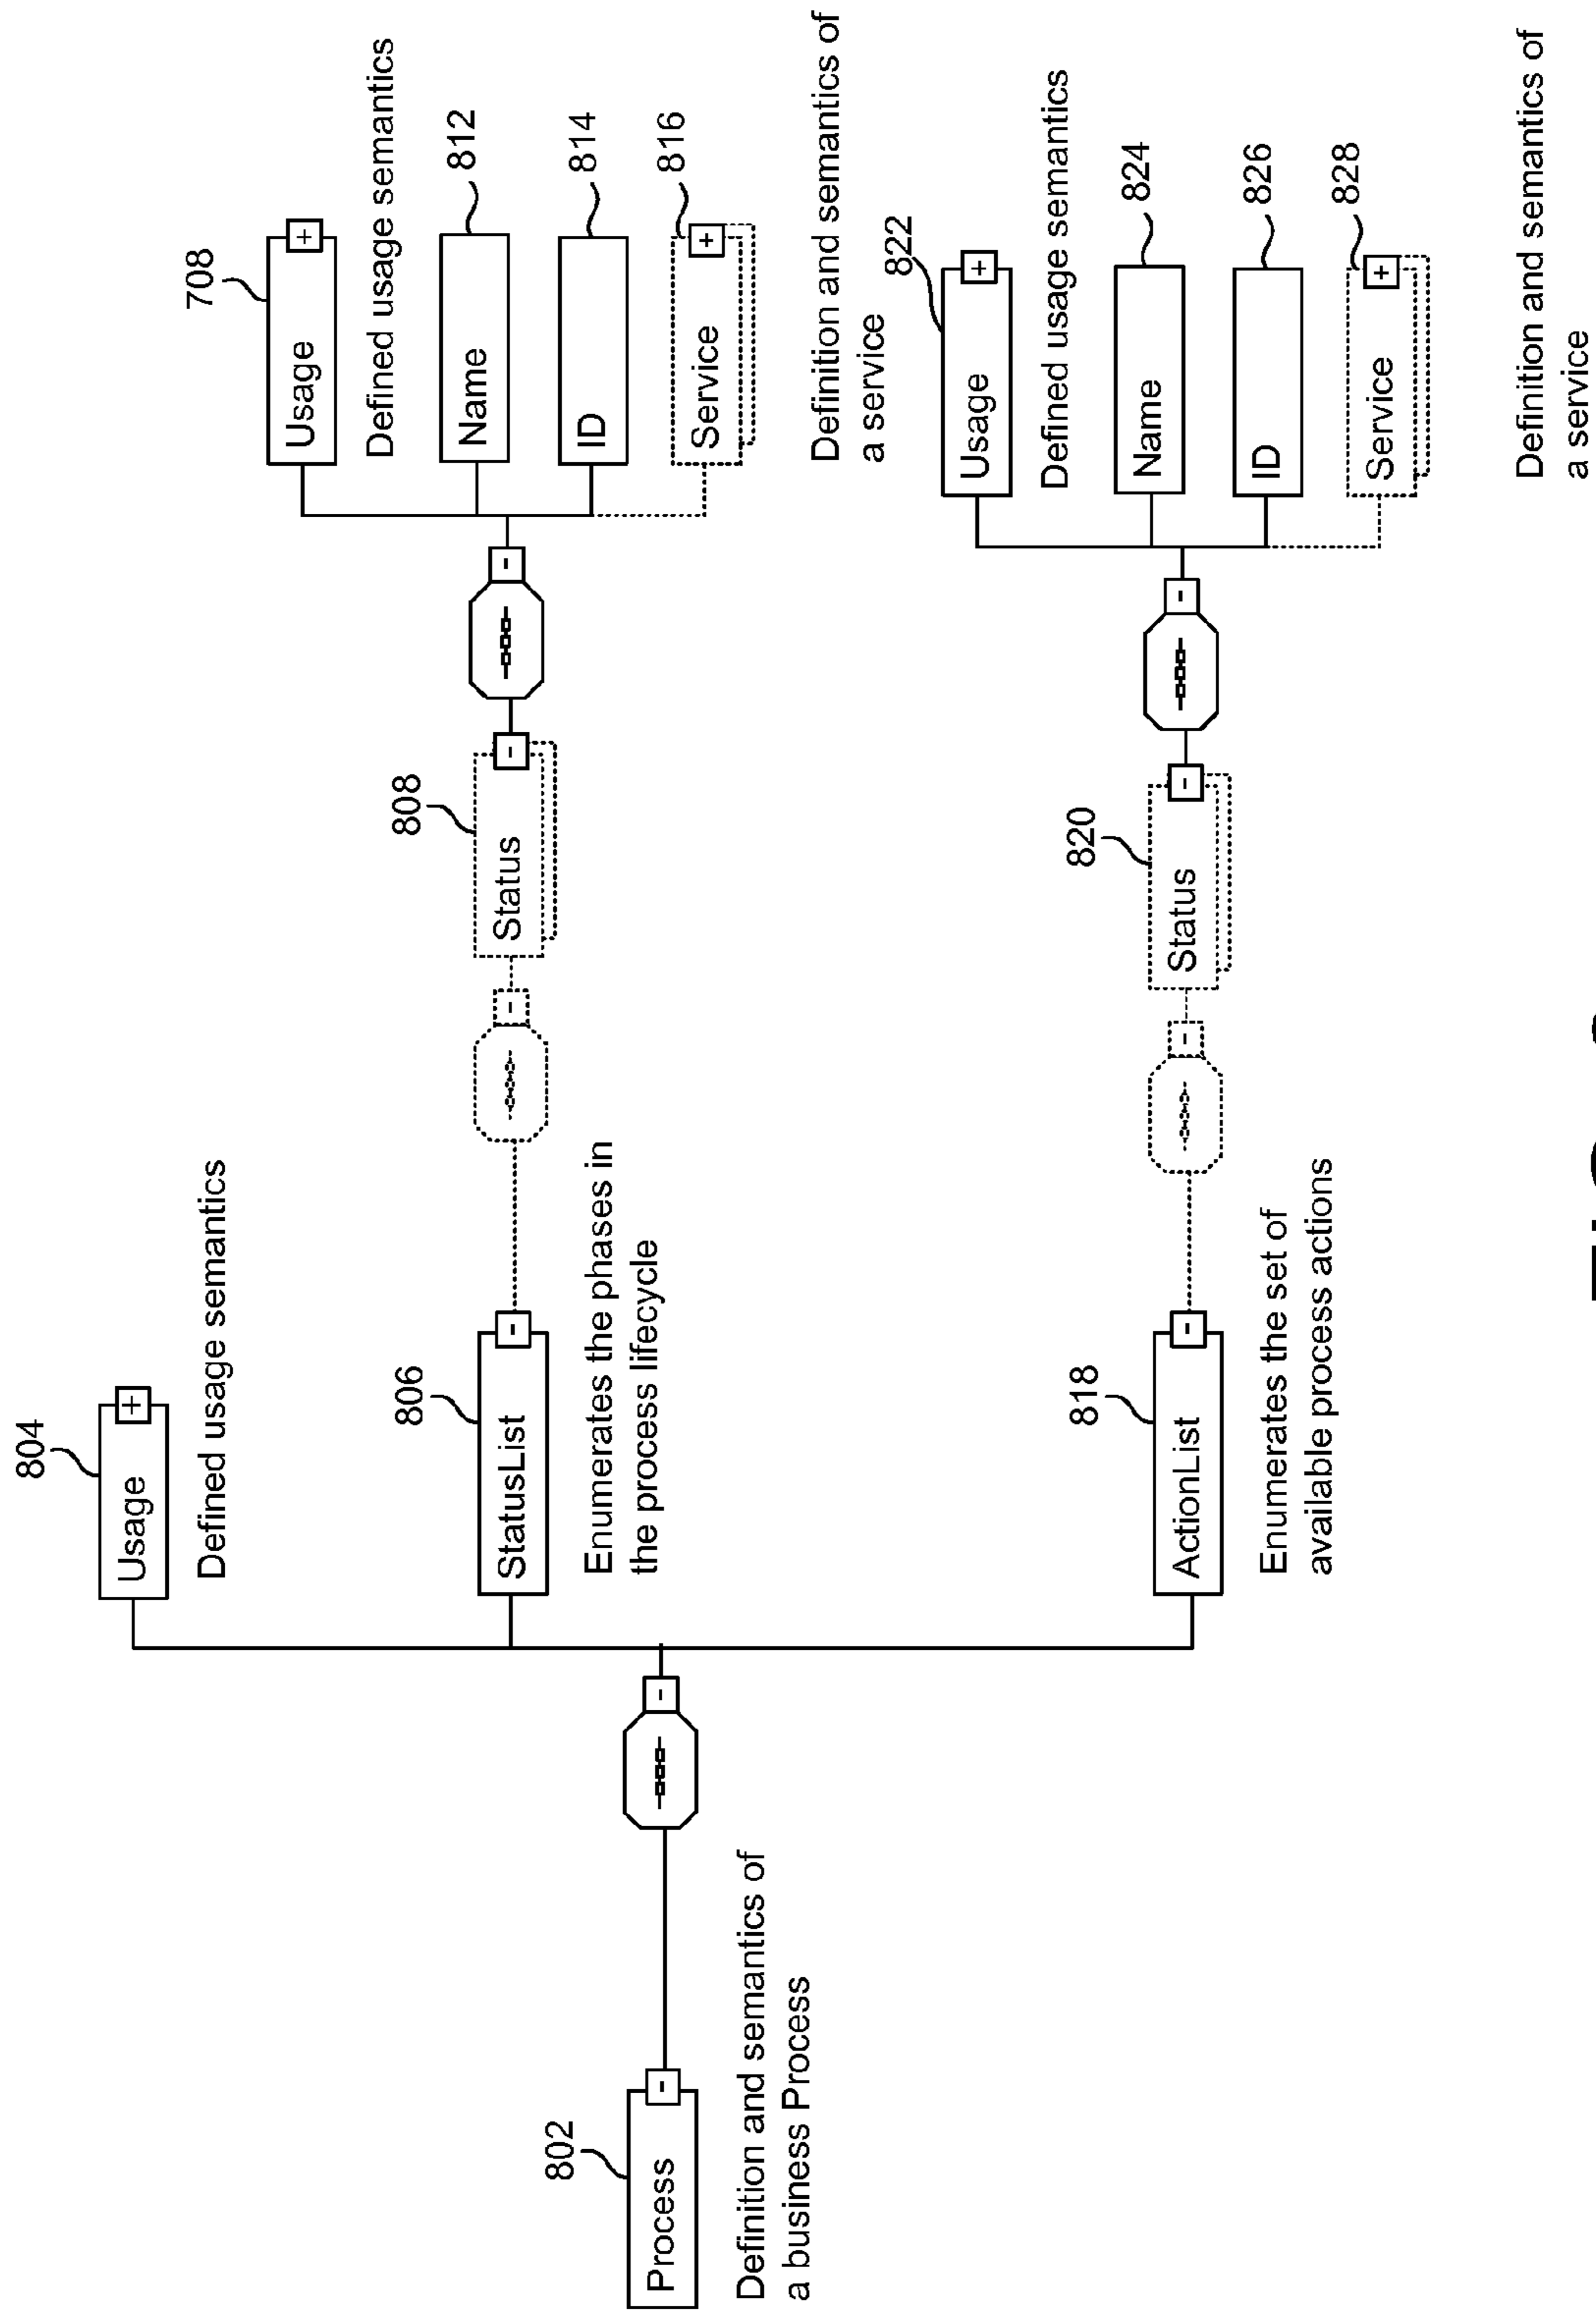 804
Usage
+
Defined usage semantics
708
Usage
+
Defined usage semantics
806
StatusList
-
Enumerates the phases in
the process lifecycle
-
808
Status
-
-
Name
812
ID
814
Service
+
816
Definition and semantics of
a service
802
Process
-
Definition and semantics of
a business Process
-
818
ActionList
-
Enumerates the set of
available process actions
-
820
Status
-
-
822
Usage
+
Defined usage semantics
Name
824
ID
826
Service
+
828
Definition and semantics of
a service